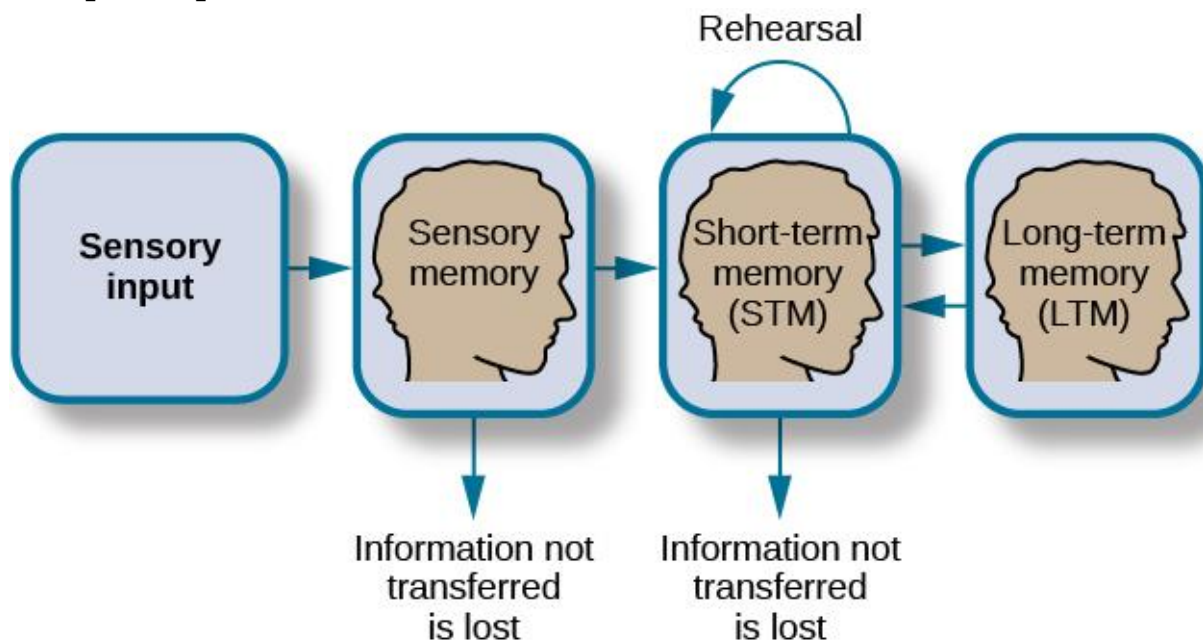 Rehearsal
Sensory
input
Sensory
memory
Short-term
memory
(STM)
Long-term
memory
(LTM)
Information not
transferred
is lost
Information not
transferred
is lost